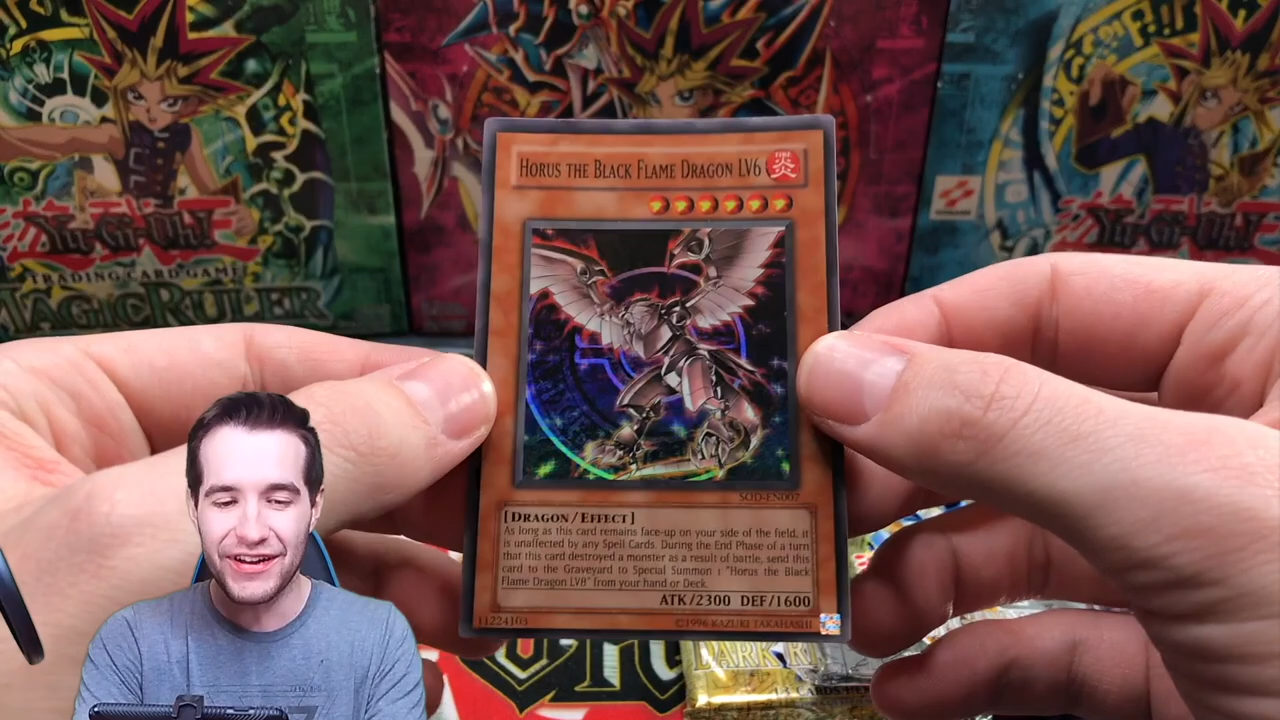 Yu-Gi-Oh!
TRADING CARD GAME
MAGIC RULER
KONAMI
Yu-Gi-Oh!
HORUS THE BLACK FLAME DRAGON LV6
FIRE
炎
SOD-EN007
[DRAGON/EFFECT]
As long as this card remains face-up on your side of the field, it
is unaffected by any Spell Cards. During the End Phase of a turn
that this card destroyed a monster as a result of battle, send this
card to the Graveyard to Special Summon 1 "Horus the Black
Flame Dragon LV8" from your hand or Deck.
ATK/2300 DEF/1600
11224103
©1996 KAZUKI TAKAHASHI
DARK